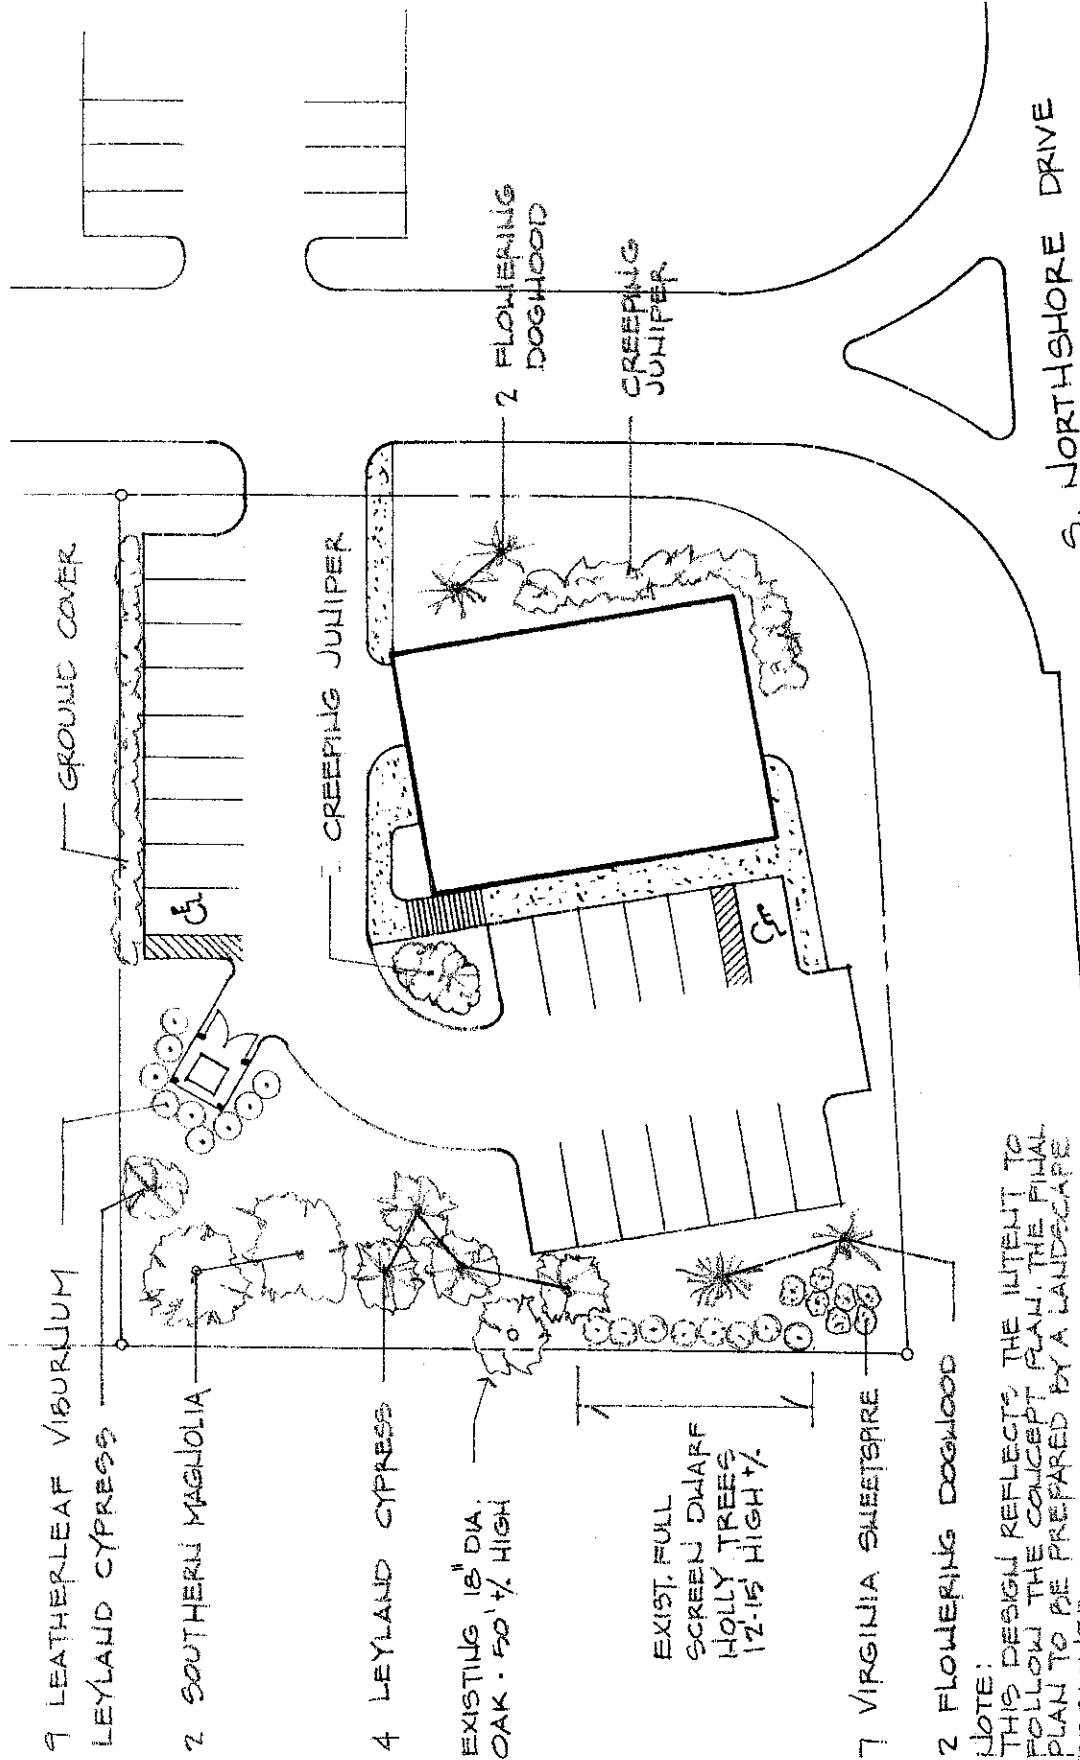 9 LEATHERLEAF VIBURNUM
LEYLAND CYPRESS
2 SOUTHERN MAGNOLIA
4 LEYLAND CYPRESS
EXISTING 18" DIA.
OAK - 50' +/- HIGH
EXIST. FULL
SCREEN DWARF
HOLLY TREES
12-15' HIGH +/-
7 VIRGINIA SWEETSPIRE
2 FLOWERING DOGWOOD
NOTE:
THIS DESIGN REFLECTS THE INTENT TO
FOLLOW THE CONCEPT PLAN. THE FINAL
PLAN TO BE PREPARED BY A LANDSCAPE
GROUND COVER
CREEPING JUNIPER
2 FLOWERING
DOGWOOD
CREEPING
JUNIPER
S. NORTHSHORE DRIVE